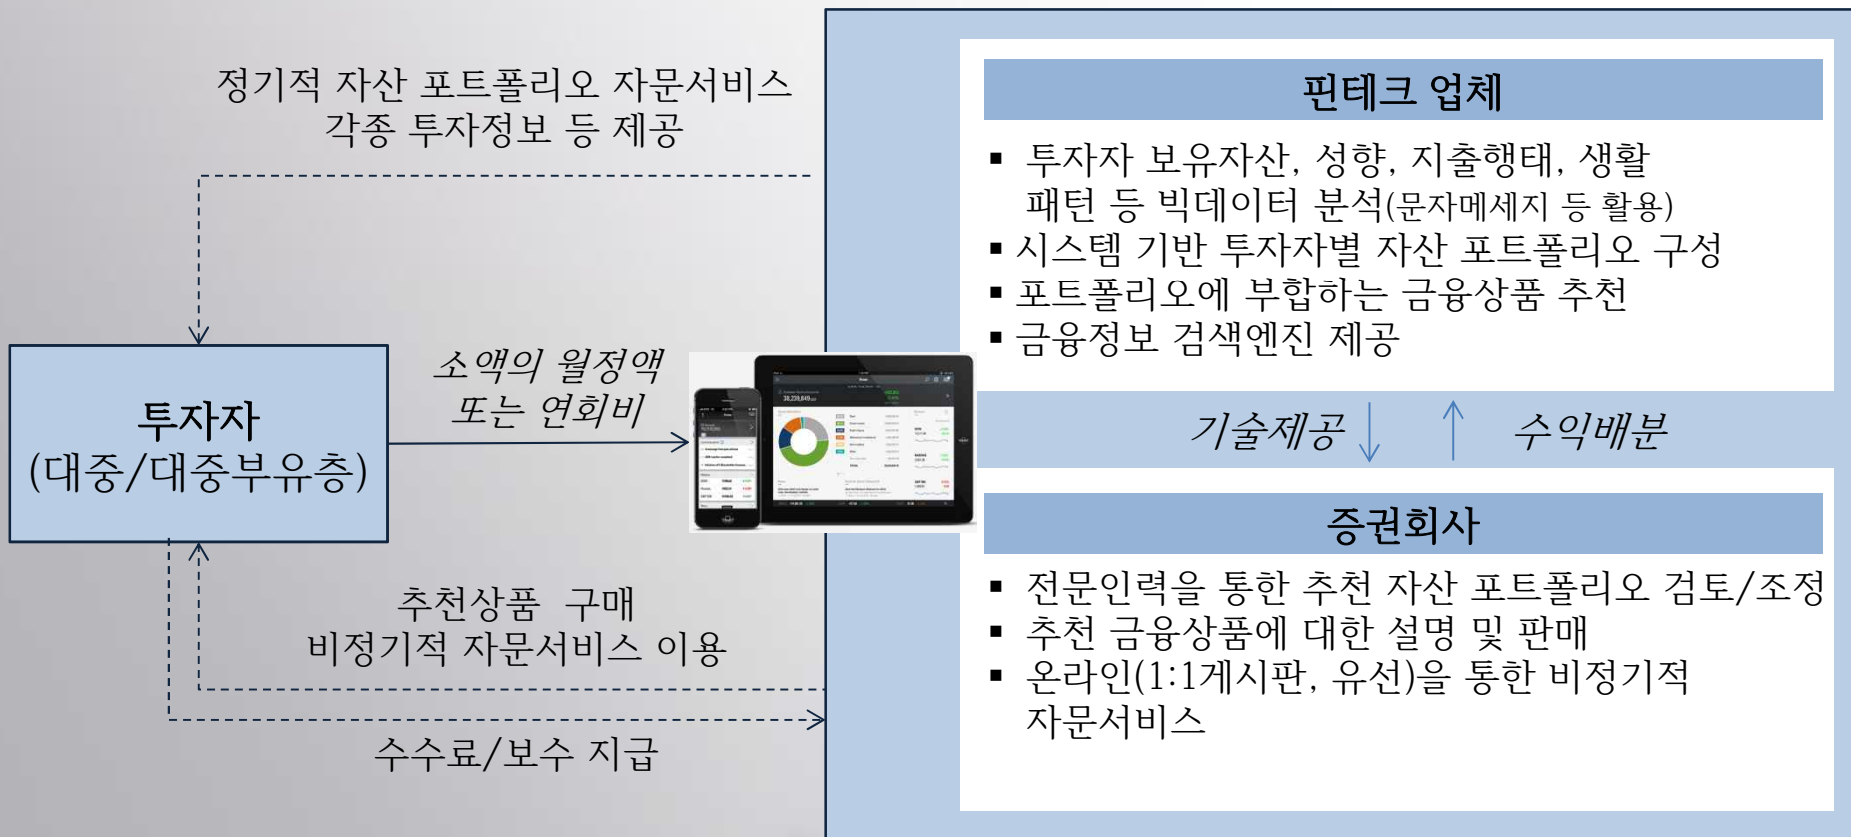 정기적 자산 포트폴리오 자문서비스
각종 투자정보 등 제공
투자자
(대중/대중부유층)
소액의 월정액
또는 연회비
38,239,849
추천상품 구매
비정기적 자문서비스 이용
수수료/보수 지급
핀테크 업체
▪ 투자자 보유자산, 성향, 지출행태, 생활
패턴 등 빅데이터 분석(문자메세지 등 활용)
▪ 시스템 기반 투자자별 자산 포트폴리오 구성
▪ 포트폴리오에 부합하는 금융상품 추천
▪ 금융정보 검색엔진 제공
기술제공
수익배분
증권회사
▪ 전문인력을 통한 추천 자산 포트폴리오 검토/조정
▪ 추천 금융상품에 대한 설명 및 판매
▪ 온라인(1:1게시판, 유선)을 통한 비정기적
자문서비스